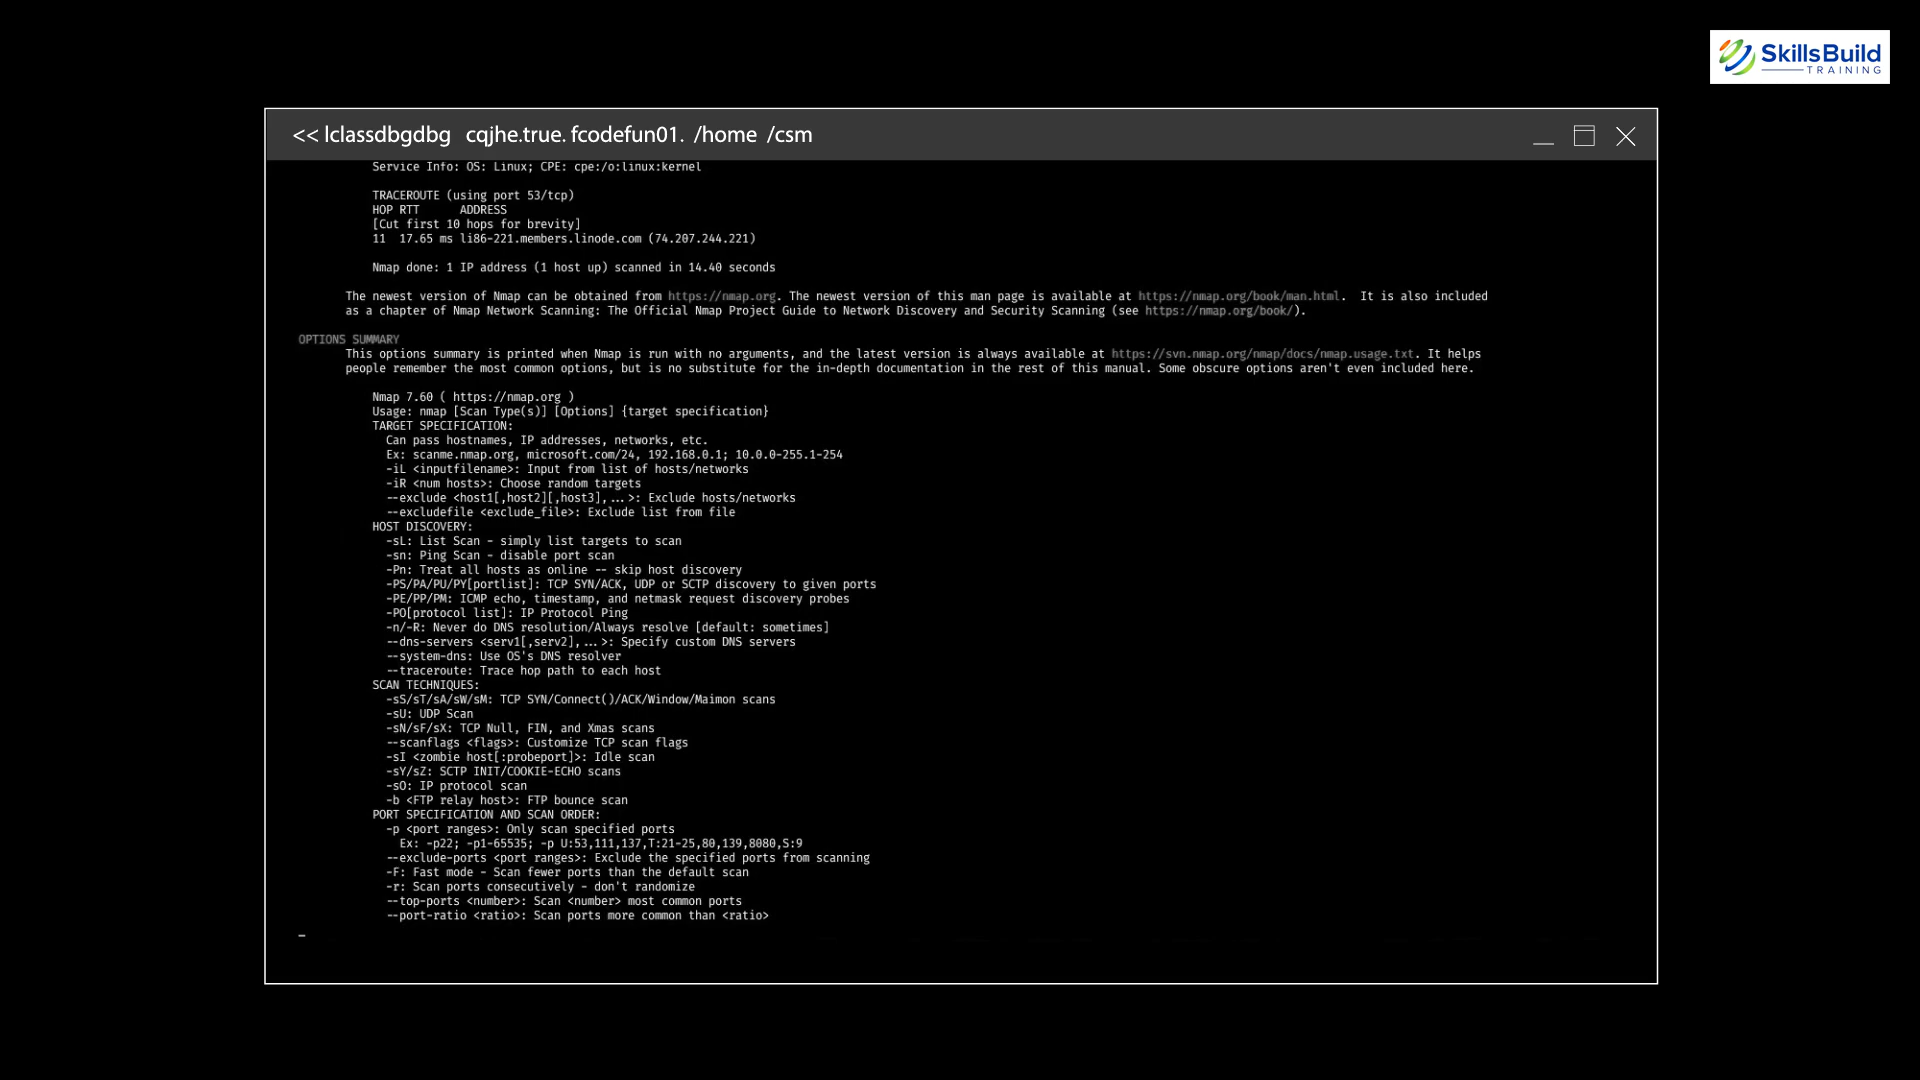 SkillsBuild
TRAINING
<< lclassdbgdbg cqjhe.true. fcodefun01. /home /csm
Service Info: OS: Linux; CPE: cpe:/o:linux:kernel
TRACEROUTE (using port 53/tcp)
HOP RTT ADDRESS
[Cut first 10 hops for brevity]
11 17.65 ms li86-221.members.linode.com (74.207.244.221)
Nmap done: 1 IP address (1 host up) scanned in 14.40 seconds
The newest version of Nmap can be obtained from https://nmap.org. The newest version of this man page is available at https://nmap.org/book/man.html. It is also included
as a chapter of Nmap Network Scanning: The Official Nmap Project Guide to Network Discovery and Security Scanning (see https://nmap.org/book/).
OPTIONS SUMMARY
This options summary is printed when Nmap is run with no arguments, and the latest version is always available at https://svn.nmap.org/nmap/docs/nmap.usage.txt. It helps
people remember the most common options, but is no substitute for the in-depth documentation in the rest of this manual. Some obscure options aren't even included here.
Nmap 7.60 ( https://nmap.org )
Usage: nmap [Scan Type(s)] [Options] {target specification}
TARGET SPECIFICATION:
Can pass hostnames, IP addresses, networks, etc.
Ex: scanme.nmap.org, microsoft.com/24, 192.168.0.1; 10.0.0-255.1-254
-iL <inputfilename>: Input from list of hosts/networks
-iR <num hosts>: Choose random targets
--exclude <host1[,host2][,host3],...>: Exclude hosts/networks
--excludefile <exclude_file>: Exclude list from file
HOST DISCOVERY:
-sL: List Scan - simply list targets to scan
-sn: Ping Scan - disable port scan
-Pn: Treat all hosts as online -- skip host discovery
-PS/PA/PU/PY[portlist]: TCP SYN/ACK, UDP or SCTP discovery to given ports
-PE/PP/PM: ICMP echo, timestamp, and netmask request discovery probes
-PO[protocol list]: IP Protocol Ping
-n/-R: Never do DNS resolution/Always resolve [default: sometimes]
--dns-servers <serv1[,serv2],...>: Specify custom DNS servers
--system-dns: Use OS's DNS resolver
--traceroute: Trace hop path to each host
SCAN TECHNIQUES:
-sS/sT/sA/sW/sM: TCP SYN/Connect()/ACK/Window/Maimon scans
-sU: UDP Scan
-sN/sF/sX: TCP Null, FIN, and Xmas scans
--scanflags <flags>: Customize TCP scan flags
-sI <zombie host[:probeport]>: Idle scan
-sY/sZ: SCTP INIT/COOKIE-ECHO scans
-sO: IP protocol scan
-b <FTP relay host>: FTP bounce scan
PORT SPECIFICATION AND SCAN ORDER:
-p <port ranges>: Only scan specified ports
Ex: -p22; -p1-65535; -p U:53,111,137,T:21-25,80,139,8080,S:9
--exclude-ports <port ranges>: Exclude the specified ports from scanning
-F: Fast mode - Scan fewer ports than the default scan
-r: Scan ports consecutively - don't randomize
--top-ports <number>: Scan <number> most common ports
--port-ratio <ratio>: Scan ports more common than <ratio>